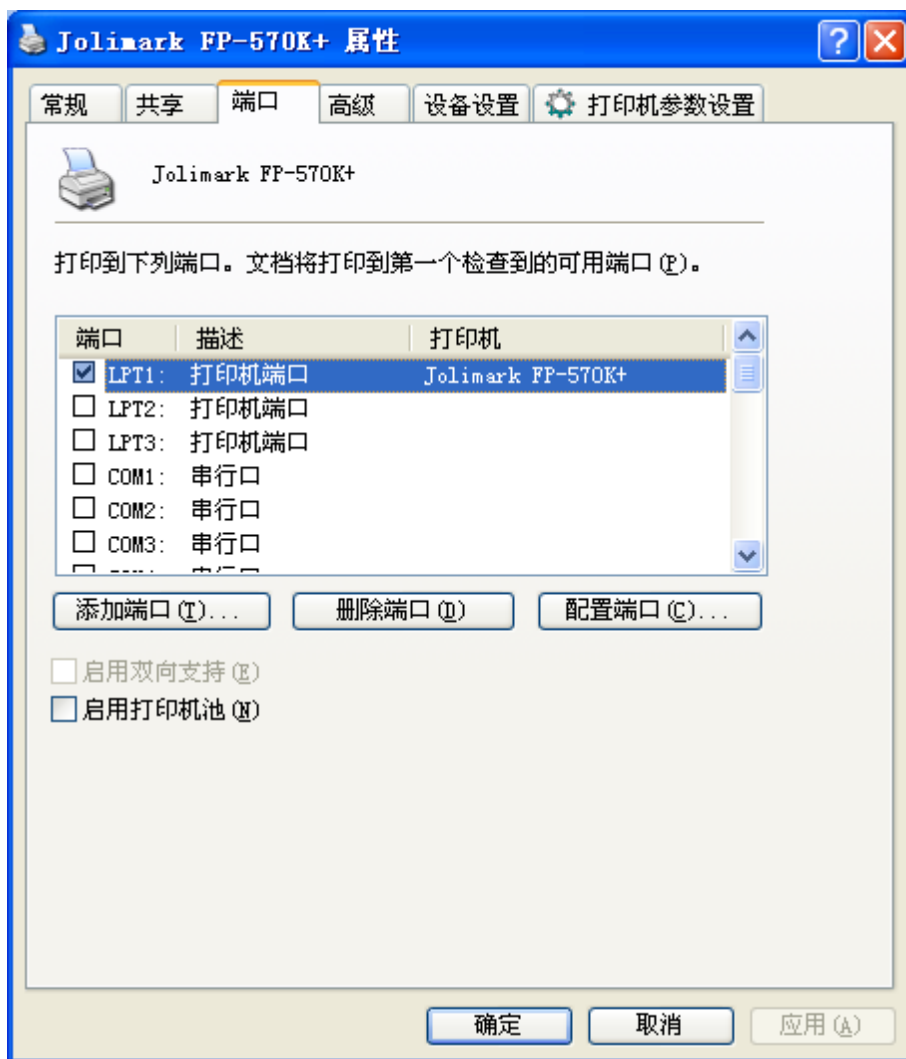 Jolimark FP-570K+ 属性
常规 共享 端口 高级 设备设置 打印机参数设置
Jolimark FP-570K+
打印到下列端口。文档将打印到第一个检查到的可用端口(P)。
端口 描述 打印机
LPT1: 打印机端口 Jolimark FP-570K+
LPT2: 打印机端口
LPT3: 打印机端口
COM1: 串行口
COM2: 串行口
COM3: 串行口
添加端口(T)... 删除端口(D) 配置端口(C)...
启用双向支持(E)
启用打印机池(N)
确定 取消 应用(A)